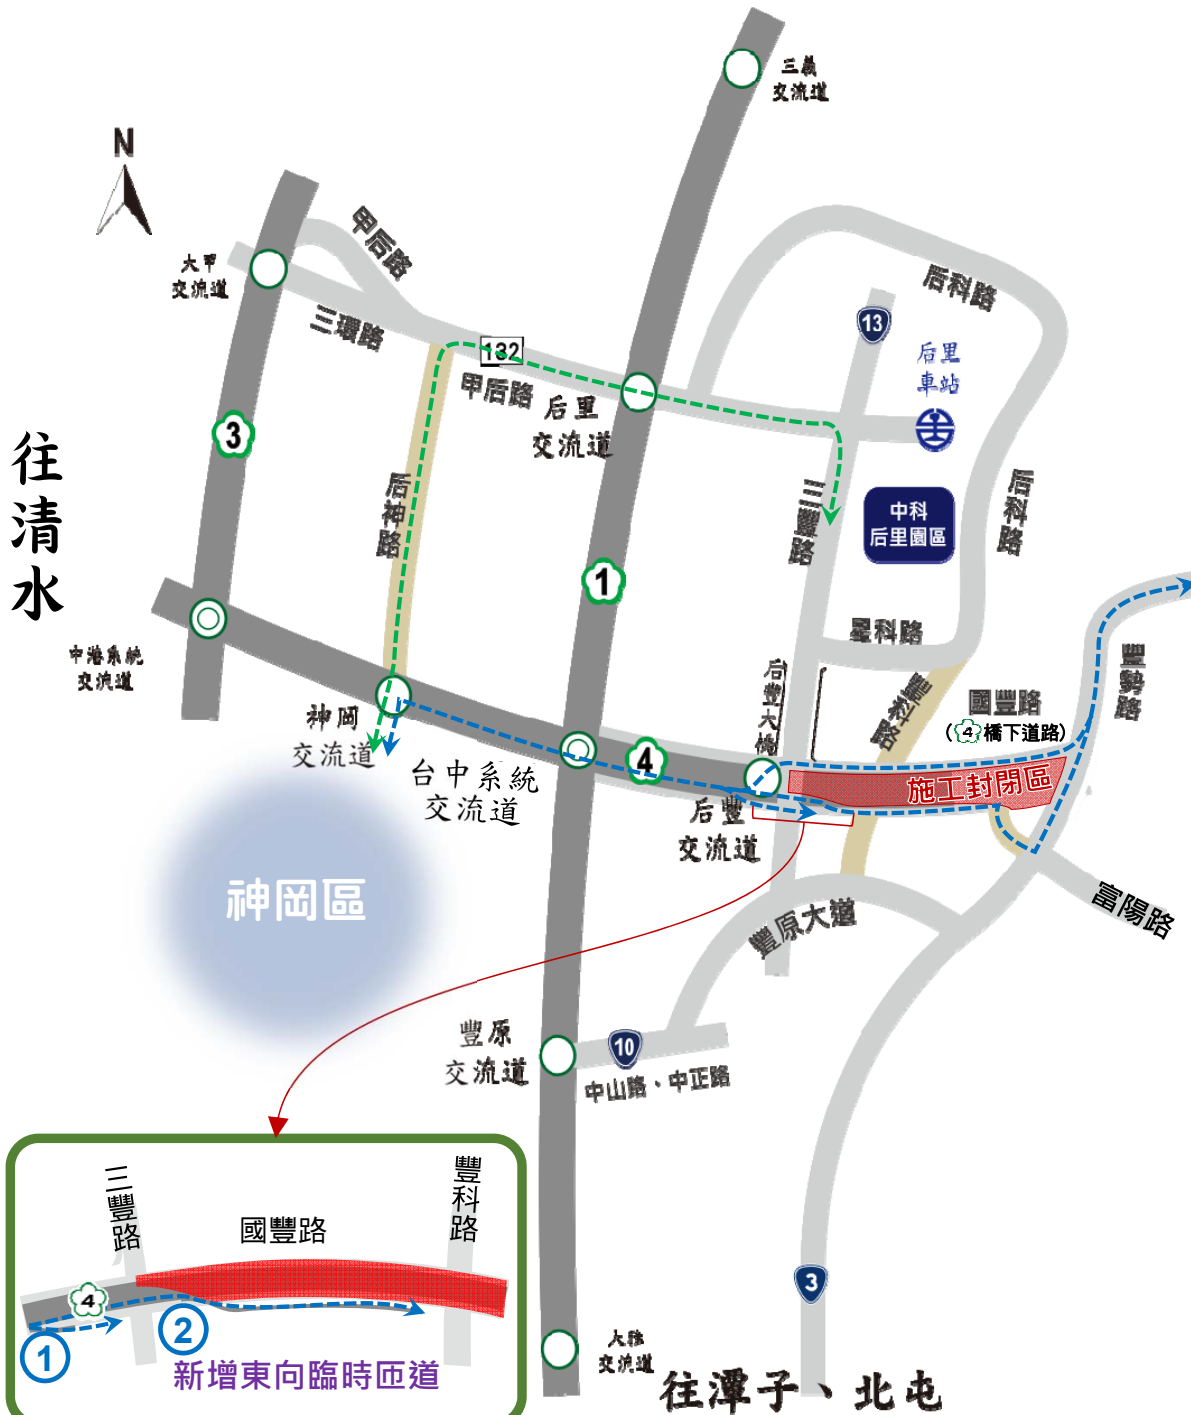 三義
交流道
N
甲后路
大甲
交流道
三環路
后科路
13
132
甲后路
后里
車站
后里
交流道
3
往清水
后神路
三豐路
后科路
中科
后里園區
1
中港系統
交流道
星科路
豐勢路
后豐大橋
豐科路
國豐路
(4橋下道路)
神岡
交流道
台中系統
交流道
4
施工封閉區
后豐
交流道
神岡區
富陽路
豐原大道
豐原
交流道
10
中山路、中正路
三豐路
豐科路
國豐路
4
3
1
2
新增東向臨時匝道
大雅
交流道
往潭子、北屯